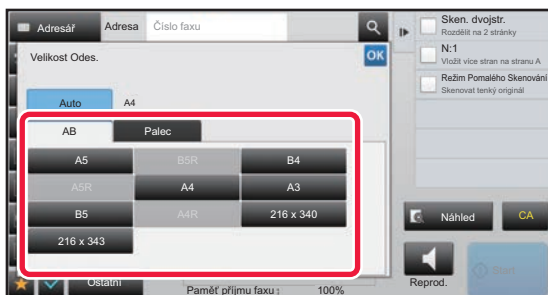 Adresář
Adresa
Číslo faxu
Velikost Odes.
OK
Auto
A4
AB
Palec
A5
B5R
B4
A5R
A4
A3
B5
A4R
216 x 340
216 x 343
Ostatní
Paměť příjmu faxu :
100%
Sken. dvojstr.
Rozdělit na 2 stránky
N:1
Vložit více stran na stranu A
Režim Pomalého Skenování
Skenovat tenký originál
Náhled
CA
Reprod.
Start